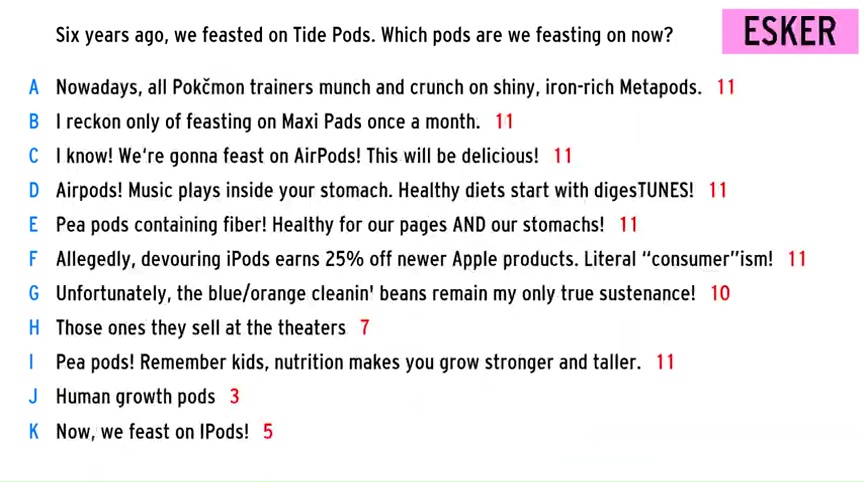 Six years ago, we feasted on Tide Pods. Which pods are we feasting on now?
ESKER
A Nowadays, all Pokčmon trainers munch and crunch on shiny, iron-rich Metapods. 11
B I reckon only of feasting on Maxi Pads once a month. 11
C I know! We're gonna feast on AirPods! This will be delicious! 11
D Airpods! Music plays inside your stomach. Healthy diets start with digesTUNES! 11
E Pea pods containing fiber! Healthy for our pages AND our stomachs! 11
F Allegedly, devouring iPods earns 25% off newer Apple products. Literal “consumer”ism! 11
G Unfortunately, the blue/orange cleanin' beans remain my only true sustenance! 10
H Those ones they sell at the theaters 7
I Pea pods! Remember kids, nutrition makes you grow stronger and taller. 11
J Human growth pods 3
K Now, we feast on IPods! 5